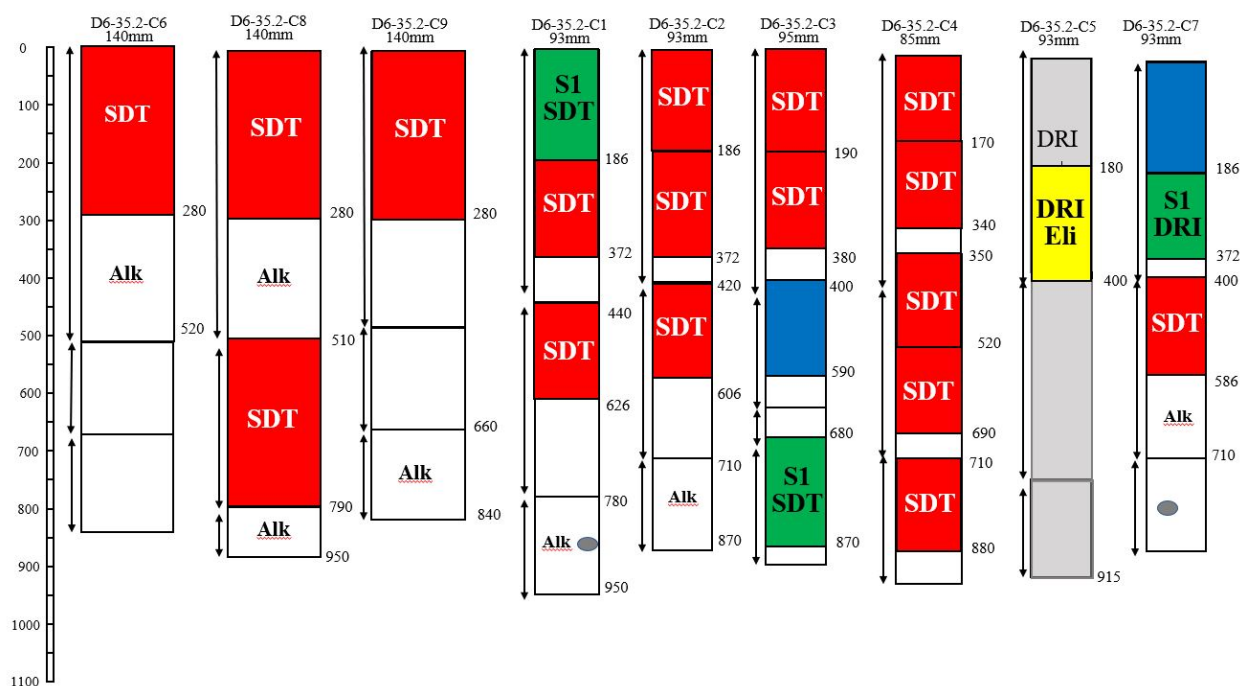 D6-35.2-C6
140mm
D6-35.2-C8
140mm
D6-35.2-C9
140mm
D6-35.2-C1
93mm
D6-35.2-C2
93mm
D6-35.2-C3
95mm
D6-35.2-C4
85mm
D6-35.2-C5
93mm
D6-35.2-C7
93mm
0
100
200
300
400
500
600
700
800
900
1000
1100
SDT
280
Alk
520
SDT
280
Alk
510
SDT
790
Alk
950
SDT
280
660
Alk
840
S1
SDT
186
SDT
372
440
SDT
626
780
Alk
950
SDT
186
SDT
372
420
SDT
606
710
Alk
870
SDT
190
SDT
380
400
590
680
S1
SDT
870
SDT
170
SDT
340
350
SDT
520
SDT
690
710
SDT
880
DRI
180
DRI
Eli
400
915
186
S1
DRI
372
400
SDT
586
Alk
710